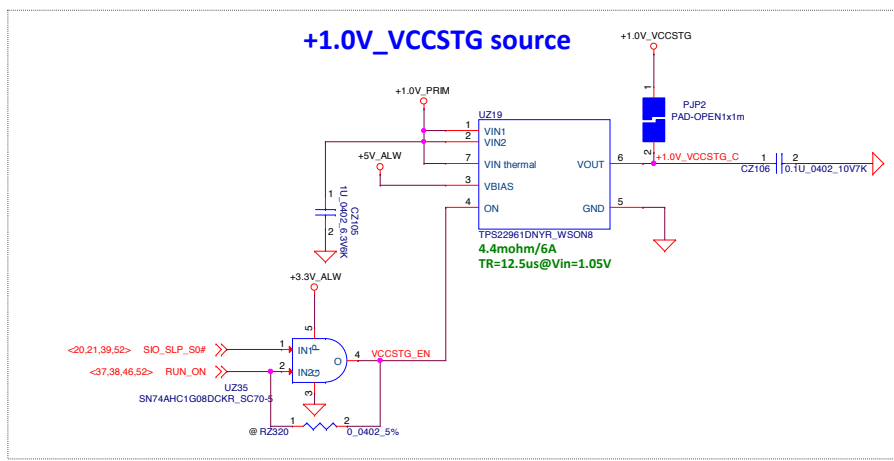 +1.0V_VCCSTG source
+1.0V_VCCSTG
+1.0V_PRIM
UZ19
1
PJP2
PAD-OPEN1x1m
2
1 VIN1
2 VIN2
+5V_ALW
7 VIN thermal
VOUT 6
+1.0V_VCCSTG_C
1 2
CZ106 0.1U_0402_10V7K
3 VBIAS
4 ON
GND 5
1
2
CZ105
1U_0402_6.3V6K
TPS22961DNYR_WSON8
4.4mohm/6A
TR=12.5us@Vin=1.05V
+3.3V_ALW
5
<20,21,39,52> SIO_SLP_S0# 1 IN1 P
O 4 VCCSTG_EN
<37,38,46,52> RUN_ON 2 IN2 G
3
UZ35
SN74AHC1G08DCKR_SC70-5
1 2
@ RZ320 0_0402_5%